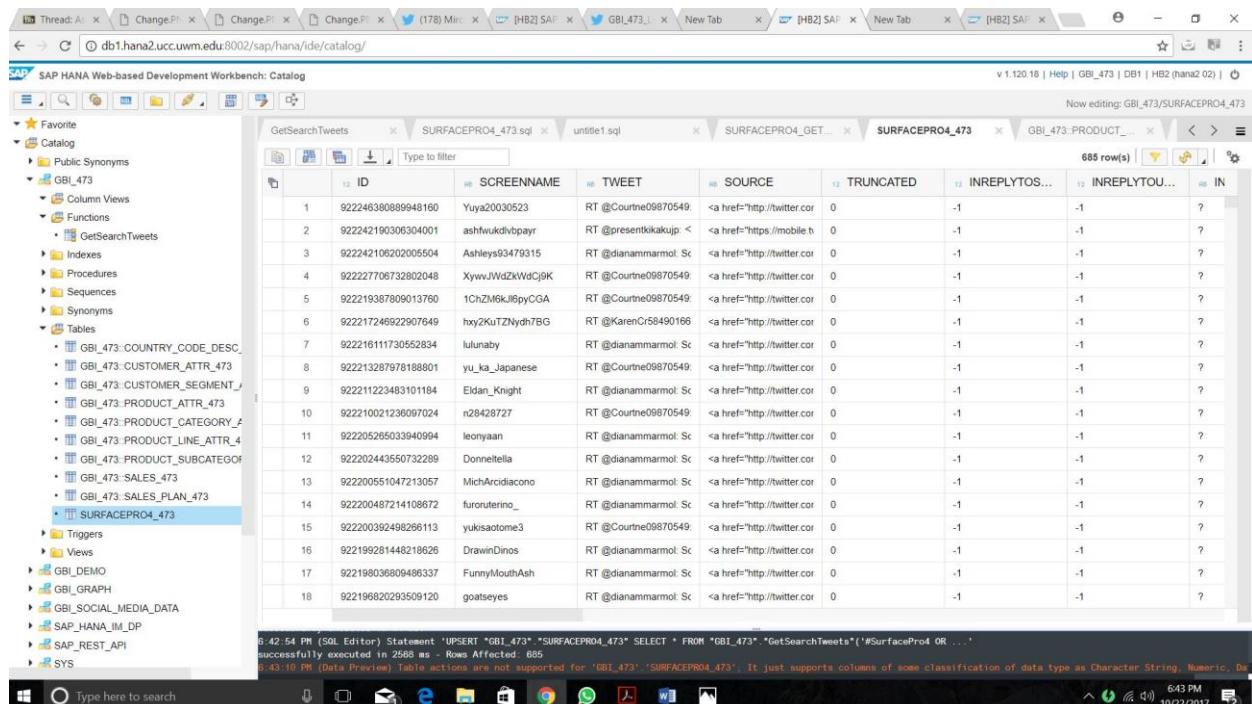 Thread: As
Change.Ph
Change.Pl
Change.Pl
(178) Mirc
[HB2] SAP
GBI_473_L
New Tab
[HB2] SAP
New Tab
[HB2] SAP
db1.hana2.ucc.uwm.edu:8002/sap/hana/ide/catalog/
SAP SAP HANA Web-based Development Workbench: Catalog
v 1.120.18 | Help | GBI_473 | DB1 | HB2 (hana2 02) |
Now editing: GBI_473/SURFACEPRO4_473
Favorite
Catalog
Public Synonyms
GBI_473
Column Views
Functions
GetSearchTweets
Indexes
Procedures
Sequences
Synonyms
Tables
GBI_473::COUNTRY_CODE_DESC_
GBI_473::CUSTOMER_ATTR_473
GBI_473::CUSTOMER_SEGMENT_A
GBI_473::PRODUCT_ATTR_473
GBI_473::PRODUCT_CATEGORY_A
GBI_473::PRODUCT_LINE_ATTR_4
GBI_473::PRODUCT_SUBCATEGOR
GBI_473::SALES_473
GBI_473::SALES_PLAN_473
SURFACEPRO4_473
Triggers
Views
GBI_DEMO
GBI_GRAPH
GBI_SOCIAL_MEDIA_DATA
SAP_HANA_IM_DP
SAP_REST_API
SYS
GetSearchTweets SURFACEPRO4_473.sql untitle1.sql SURFACEPRO4_GET... SURFACEPRO4_473 GBI_473::PRODUCT_...
Type to filter 685 row(s)
12 ID SCREENNAME TWEET SOURCE 12 TRUNCATED 12 INREPLYTOS... 12 INREPLYTOU... IN
1 922246380889948160 Yuya20030523 RT @Courtne09870549: <a href="http://twitter.cor 0 -1 -1 ?
2 922242190306304001 ashfwukdlvbpayr RT @presentkikakujp: < <a href="https://mobile.tv 0 -1 -1 ?
3 922242106202005504 Ashleys93479315 RT @dianammarmol: Sc <a href="http://twitter.cor 0 -1 -1 ?
4 922227706732802048 XywvJWdZkWdCj9K RT @Courtne09870549: <a href="http://twitter.cor 0 -1 -1 ?
5 922219387809013760 1ChZM6kJl6pyCGA RT @Courtne09870549: <a href="http://twitter.cor 0 -1 -1 ?
6 922217246922907649 hxy2KuTZNydh7BG RT @KarenCr58490166 <a href="http://twitter.cor 0 -1 -1 ?
7 922216111730552834 lulunaby RT @dianammarmol: Sc <a href="http://twitter.cor 0 -1 -1 ?
8 922213287978188801 yu_ka_Japanese RT @Courtne09870549: <a href="http://twitter.cor 0 -1 -1 ?
9 922211223483101184 Eldan_Knight RT @dianammarmol: Sc <a href="http://twitter.cor 0 -1 -1 ?
10 922210021236097024 n28428727 RT @Courtne09870549: <a href="http://twitter.cor 0 -1 -1 ?
11 922205265033940994 leonyaan RT @dianammarmol: Sc <a href="http://twitter.cor 0 -1 -1 ?
12 922202443550732289 Donneltella RT @dianammarmol: Sc <a href="http://twitter.cor 0 -1 -1 ?
13 922200551047213057 MichArcidiacono RT @dianammarmol: Sc <a href="http://twitter.cor 0 -1 -1 ?
14 922200487214108672 furoruterino_ RT @dianammarmol: Sc <a href="http://twitter.cor 0 -1 -1 ?
15 922200392498266113 yukisaotome3 RT @Courtne09870549: <a href="http://twitter.cor 0 -1 -1 ?
16 922199281448218626 DrawinDinos RT @dianammarmol: Sc <a href="http://twitter.cor 0 -1 -1 ?
17 922198036809486337 FunnyMouthAsh RT @dianammarmol: Sc <a href="http://twitter.cor 0 -1 -1 ?
18 922196820293509120 goatseyes RT @dianammarmol: Sc <a href="http://twitter.cor 0 -1 -1 ?
6:42:54 PM (SQL Editor) Statement 'UPSERT "GBI_473"."SURFACEPRO4_473" SELECT * FROM "GBI_473"."GetSearchTweets"('#SurfacePro4 OR ...'
successfully executed in 2568 ms - Rows Affected: 685
6:43:10 PM (Data Preview) Table actions are not supported for 'GBI_473'.'SURFACEPRO4_473', It just supports columns of some classification of data type as Character String, Numeric, Da
Type here to search
6:43 PM
10/22/2017